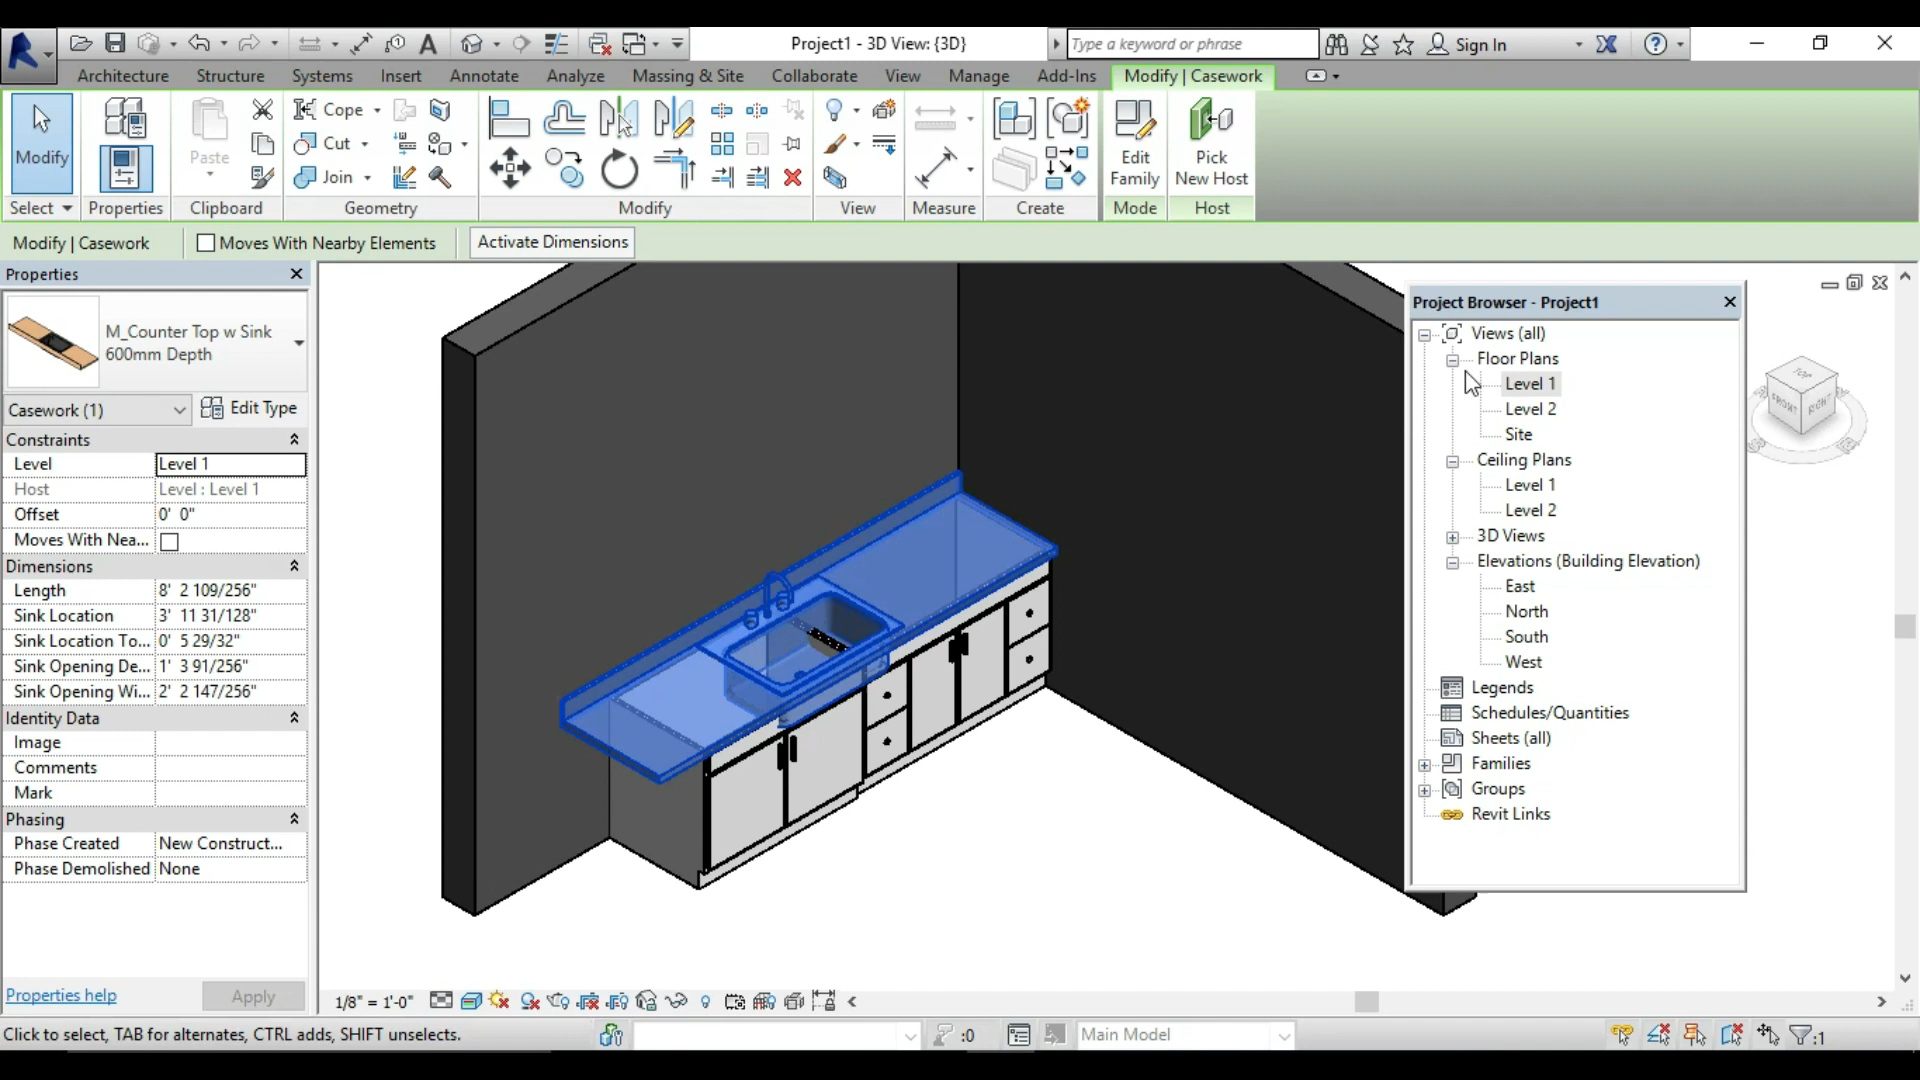 Project1 - 3D View: {3D}
Type a keyword or phrase
Sign In
Architecture Structure Systems Insert Annotate Analyze Massing & Site Collaborate View Manage Add-Ins Modify | Casework
Modify
Paste
Cope
Cut
Join
Edit Family
Pick New Host
Select Properties Clipboard Geometry Modify View Measure Create Mode Host
Modify | Casework Moves With Nearby Elements Activate Dimensions
Properties
M_Counter Top w Sink
600mm Depth
Casework (1) Edit Type
Constraints
Level Level 1
Host Level : Level 1
Offset 0' 0"
Moves With Nea...
Dimensions
Length 8' 2 109/256"
Sink Location 3' 11 31/128"
Sink Location To... 0' 5 29/32"
Sink Opening De... 1' 3 91/256"
Sink Opening Wi... 2' 2 147/256"
Identity Data
Image
Comments
Mark
Phasing
Phase Created New Construct...
Phase Demolished None
Properties help Apply
Project Browser - Project1
Views (all)
Floor Plans
Level 1
Level 2
Site
Ceiling Plans
Level 1
Level 2
3D Views
Elevations (Building Elevation)
East
North
South
West
Legends
Schedules/Quantities
Sheets (all)
Families
Groups
Revit Links
TOP
FRONT RIGHT
1/8" = 1'-0"
Click to select, TAB for alternates, CTRL adds, SHIFT unselects.
:0
Main Model
:1